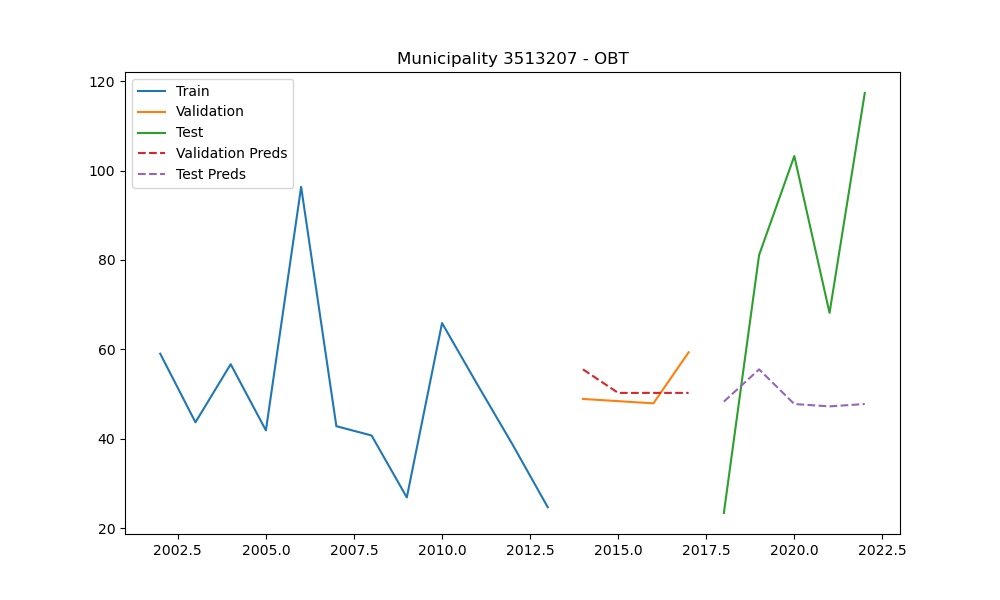 Municipality 3513207 - OBT
Train
Validation
Test
Validation Preds
Test Preds
120
100
80
60
40
20
2002.5 2005.0 2007.5 2010.0 2012.5 2015.0 2017.5 2020.0 2022.5